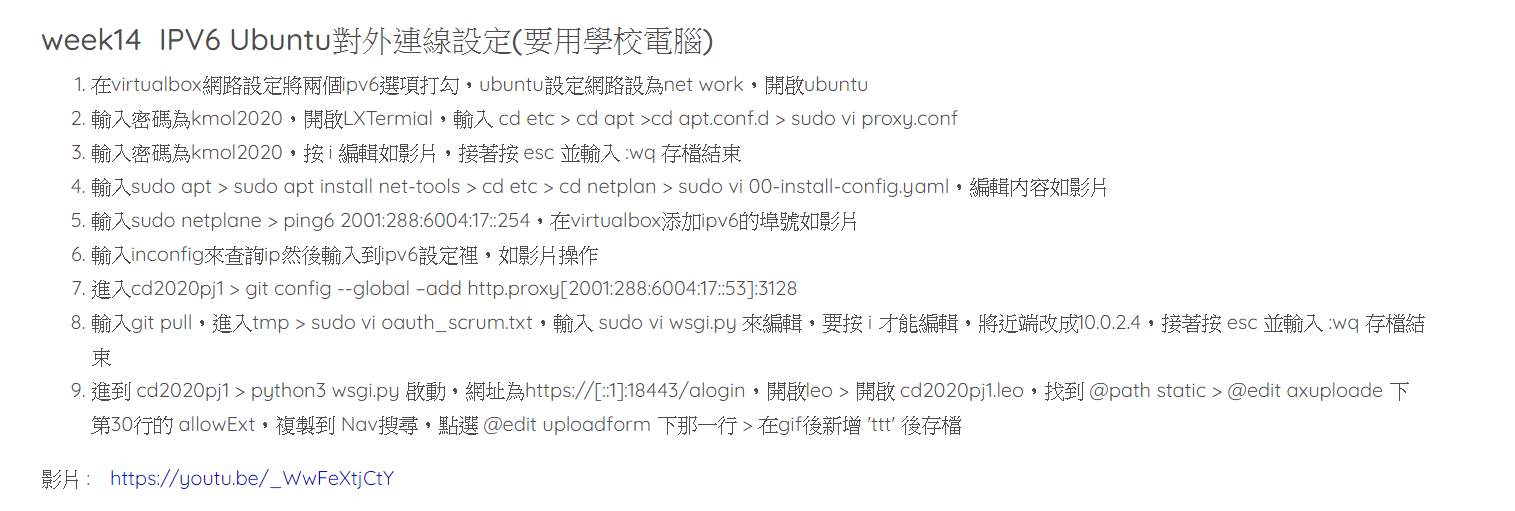 week14  IPV6 Ubuntu對外連線設定(要用學校電腦)
1. 在virtualbox網路設定將兩個ipv6選項打勾，ubuntu設定網路設為net work，開啟ubuntu
2. 輸入密碼為kmol2020，開啟LXTermial，輸入 cd etc > cd apt >cd apt.conf.d > sudo vi proxy.conf
3. 輸入密碼為kmol2020，按 i 編輯如影片，接著按 esc 並輸入 :wq 存檔結束
4. 輸入sudo apt > sudo apt install net-tools > cd etc > cd netplan > sudo vi 00-install-config.yaml，編輯內容如影片
5. 輸入sudo netplane > ping6 2001:288:6004:17::254，在virtualbox添加ipv6的埠號如影片
6. 輸入inconfig來查詢ip然後輸入到ipv6設定裡，如影片操作
7. 進入cd2020pj1 > git config --global –add http.proxy[2001:288:6004:17::53]:3128
8. 輸入git pull，進入tmp > sudo vi oauth_scrum.txt，輸入 sudo vi wsgi.py 來編輯，要按 i 才能編輯，將近端改成10.0.2.4，接著按 esc 並輸入 :wq 存檔結
束
9. 進到 cd2020pj1 > python3 wsgi.py 啟動，網址為https://[::1]:18443/alogin，開啟leo > 開啟 cd2020pj1.leo，找到 @path static > @edit axuploade 下
第30行的 allowExt，複製到 Nav搜尋，點選 @edit uploadform 下那一行 > 在gif後新增 'ttt' 後存檔
影片 :   https://youtu.be/_WwFeXtjCtY